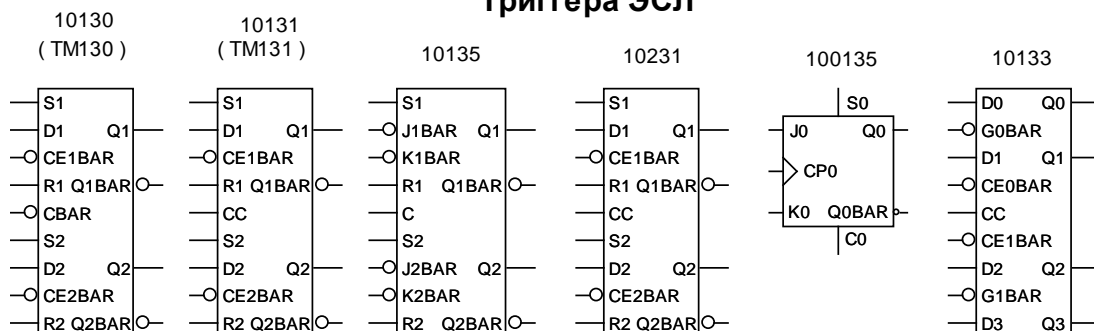 Триггера ЭСЛ
10130
( TM130 )
10131
( TM131 )
10135
10231
100135
10133
S1
D1 Q1
CE1BAR
R1 Q1BAR
CBAR
S2
D2 Q2
CE2BAR
R2 Q2BAR
S1
D1 Q1
CE1BAR
R1 Q1BAR
CC
S2
D2 Q2
CE2BAR
R2 Q2BAR
S1
J1BAR Q1
K1BAR
R1 Q1BAR
C
S2
J2BAR Q2
K2BAR
R2 Q2BAR
S1
D1 Q1
CE1BAR
R1 Q1BAR
CC
S2
D2 Q2
CE2BAR
R2 Q2BAR
S0
J0 Q0
CP0
K0 Q0BAR
C0
D0 Q0
G0BAR
D1 Q1
CE0BAR
CC
CE1BAR
D2 Q2
G1BAR
D3 Q3